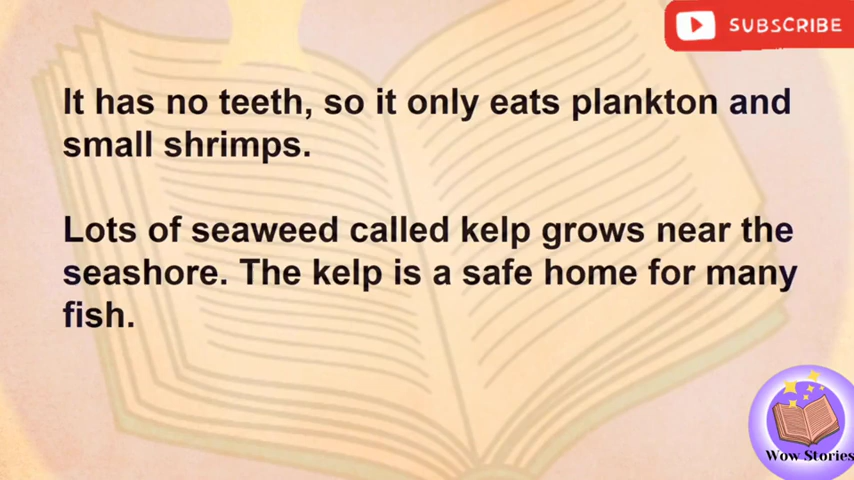 SUBSCRIBE
It has no teeth, so it only eats plankton and
small shrimps.
Lots of seaweed called kelp grows near the
seashore. The kelp is a safe home for many
fish.
Wow Stories